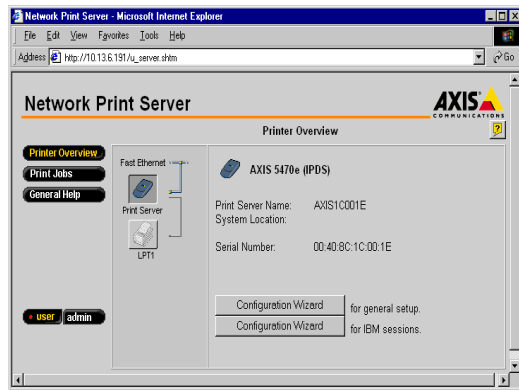 Network Print Server - Microsoft Internet Explorer
File Edit View Favorites Tools Help
Address http://10.13.6.191/u_server.shtm Go
Network Print Server
AXIS
COMMUNICATIONS
Printer Overview
?
Printer Overview
Print Jobs
General Help
Fast Ethernet
Print Server
LPT1
AXIS 5470e (IPDS)
Print Server Name: AXIS1C001E
System Location:
Serial Number: 00:40:8C:1C:00:1E
Configuration Wizard for general setup.
Configuration Wizard for IBM sessions.
user admin